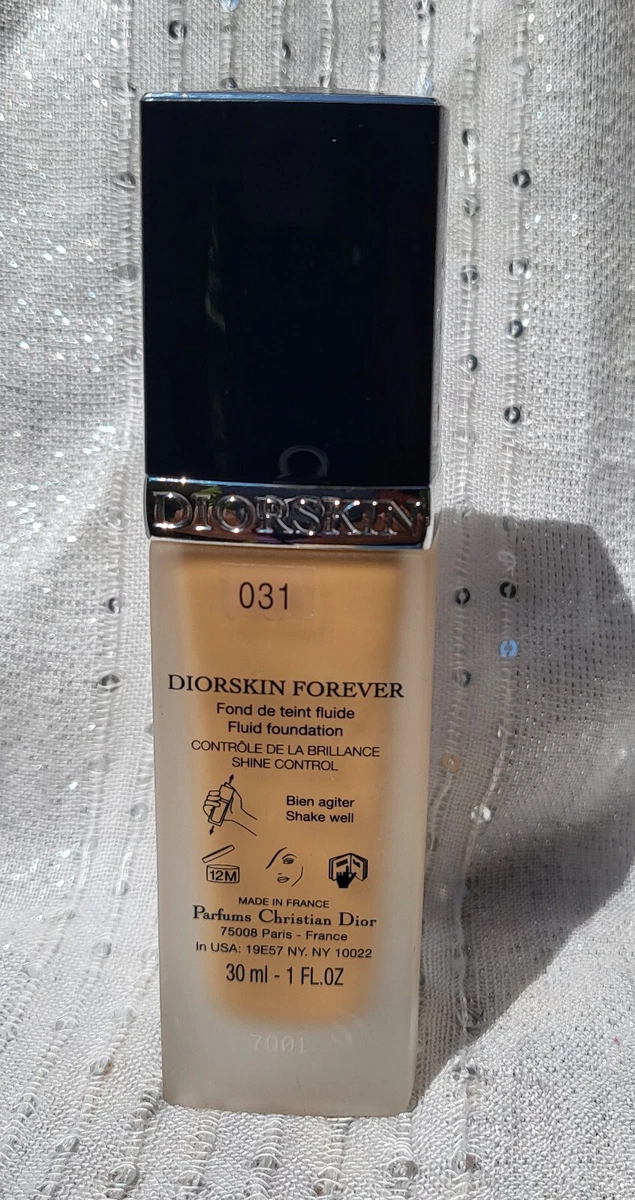 DIORSKIN
031
DIORSKIN FOREVER
Fond de teint fluide
Fluid foundation
CONTRÔLE DE LA BRILLANCE
SHINE CONTROL
Bien agiter
Shake well
12M
MADE IN FRANCE
Parfums Christian Dior
75008 Paris - France
In USA: 19E57 NY. NY 10022
30 ml - 1 FL.OZ
7001